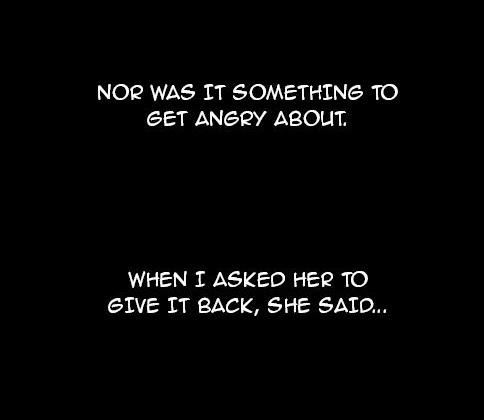 NOR WAS IT SOMETHING TO
GET ANGRY ABOUT.
WHEN I ASKED HER TO
GIVE IT BACK, SHE SAID...